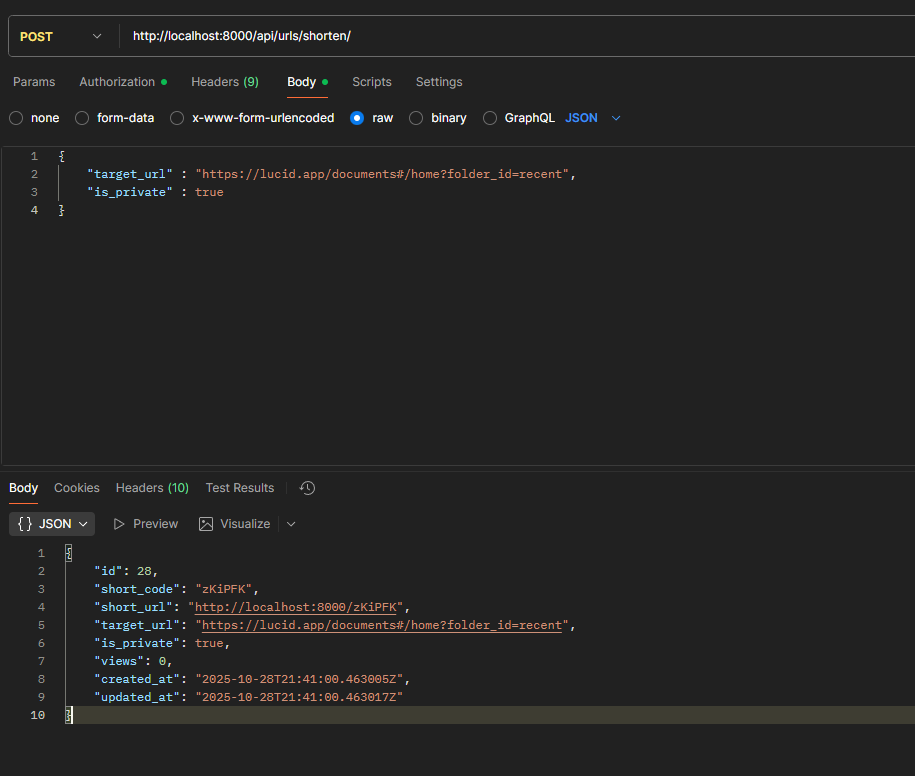 POST http://localhost:8000/api/urls/shorten/
Params Authorization Headers (9) Body Scripts Settings
none form-data x-www-form-urlencoded raw binary GraphQL JSON
1 {
2 "target_url" : "https://lucid.app/documents#/home?folder_id=recent",
3 "is_private" : true
4 }
Body Cookies Headers (10) Test Results
{} JSON Preview Visualize
1 {
2 "id": 28,
3 "short_code": "zKiPFK",
4 "short_url": "http://localhost:8000/zKiPFK",
5 "target_url": "https://lucid.app/documents#/home?folder_id=recent",
6 "is_private": true,
7 "views": 0,
8 "created_at": "2025-10-28T21:41:00.463005Z",
9 "updated_at": "2025-10-28T21:41:00.463017Z"
10 }